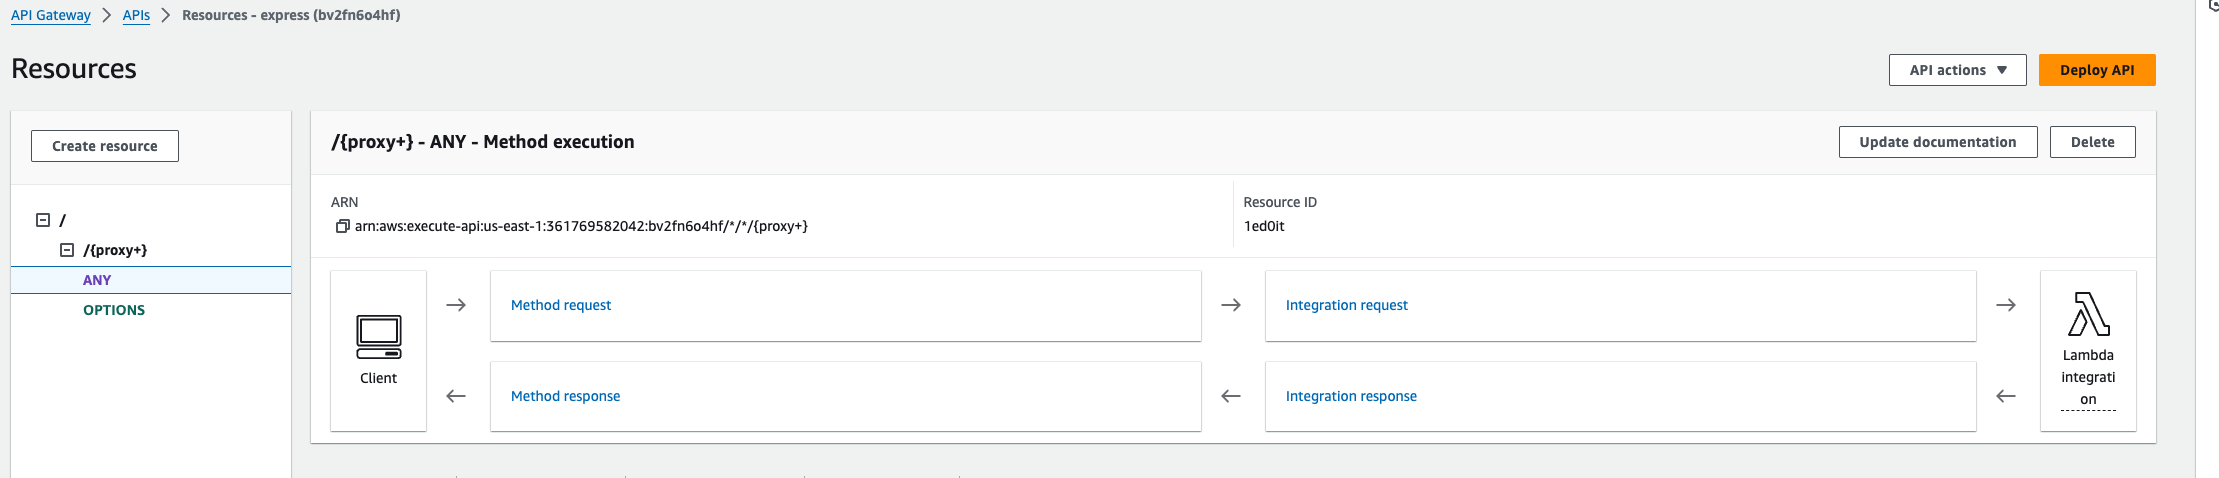 API Gateway > APIs > Resources - express (bv2fn6o4hf)
Resources
API actions
Deploy API
Create resource
/
/{proxy+}
ANY
OPTIONS
/{proxy+} - ANY - Method execution
Update documentation
Delete
ARN
arn:aws:execute-api:us-east-1:361769582042:bv2fn6o4hf/*/*/{proxy+}
Resource ID
1ed0it
Client
Method request
Integration request
Method response
Integration response
Lambda
integrati
on